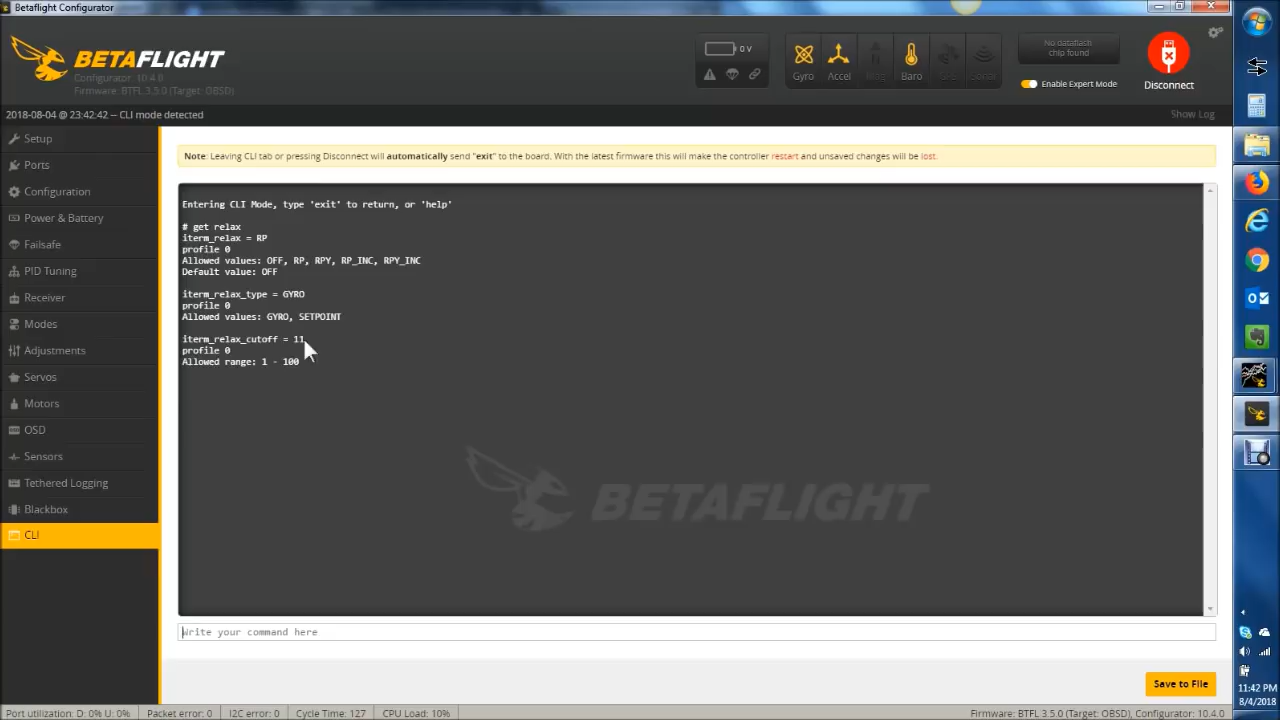 Betaflight Configurator
BETAFLIGHT
Configurator: 10.4.0
Firmware: BTFL 3.5.0 (Target: OBSD)
0 V
Gyro
Accel
Baro
No dataflash
chip found
Enable Expert Mode
Disconnect
2018-08-04 @ 23:42:42 -- CLI mode detected
Show Log
Setup
Ports
Configuration
Power & Battery
Failsafe
PID Tuning
Receiver
Modes
Adjustments
Servos
Motors
OSD
Sensors
Tethered Logging
Blackbox
CLI
Note: Leaving CLI tab or pressing Disconnect will automatically send "exit" to the board. With the latest firmware this will make the controller restart and unsaved changes will be lost.
Entering CLI Mode, type 'exit' to return, or 'help'
# get relax
iterm_relax = RP
profile 0
Allowed values: OFF, RP, RPY, RP_INC, RPY_INC
Default value: OFF
iterm_relax_type = GYRO
profile 0
Allowed values: GYRO, SETPOINT
iterm_relax_cutoff = 11
profile 0
Allowed range: 1 - 100
BETAFLIGHT
Write your command here
Save to File
Port utilization: D: 0% U: 0%
Packet error: 0
I2C error: 0
Cycle Time: 127
CPU Load: 10%
Firmware: BTFL 3.5.0 (Target: OBSD), Configurator: 10.4.0
11:42 PM
8/4/2018